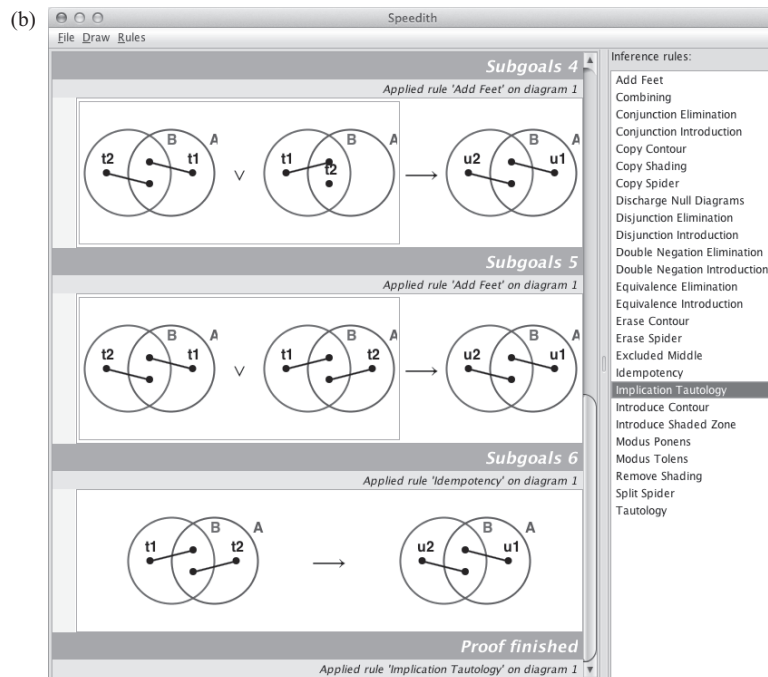 (b)
Speedith
File Draw Rules
Subgoals 4
Applied rule 'Add Feet' on diagram 1
B A B A B A
t2 t1 ∨ t1 t2 → u2 u1
Subgoals 5
Applied rule 'Add Feet' on diagram 1
B A B A B A
t2 t1 ∨ t1 t2 → u2 u1
Subgoals 6
Applied rule 'Idempotency' on diagram 1
B A B A
t1 t2 → u2 u1
Proof finished
Applied rule 'Implication Tautology' on diagram 1
Inference rules:
Add Feet
Combining
Conjunction Elimination
Conjunction Introduction
Copy Contour
Copy Shading
Copy Spider
Discharge Null Diagrams
Disjunction Elimination
Disjunction Introduction
Double Negation Elimination
Double Negation Introduction
Equivalence Elimination
Equivalence Introduction
Erase Contour
Erase Spider
Excluded Middle
Idempotency
Implication Tautology
Introduce Contour
Introduce Shaded Zone
Modus Ponens
Modus Tolens
Remove Shading
Split Spider
Tautology